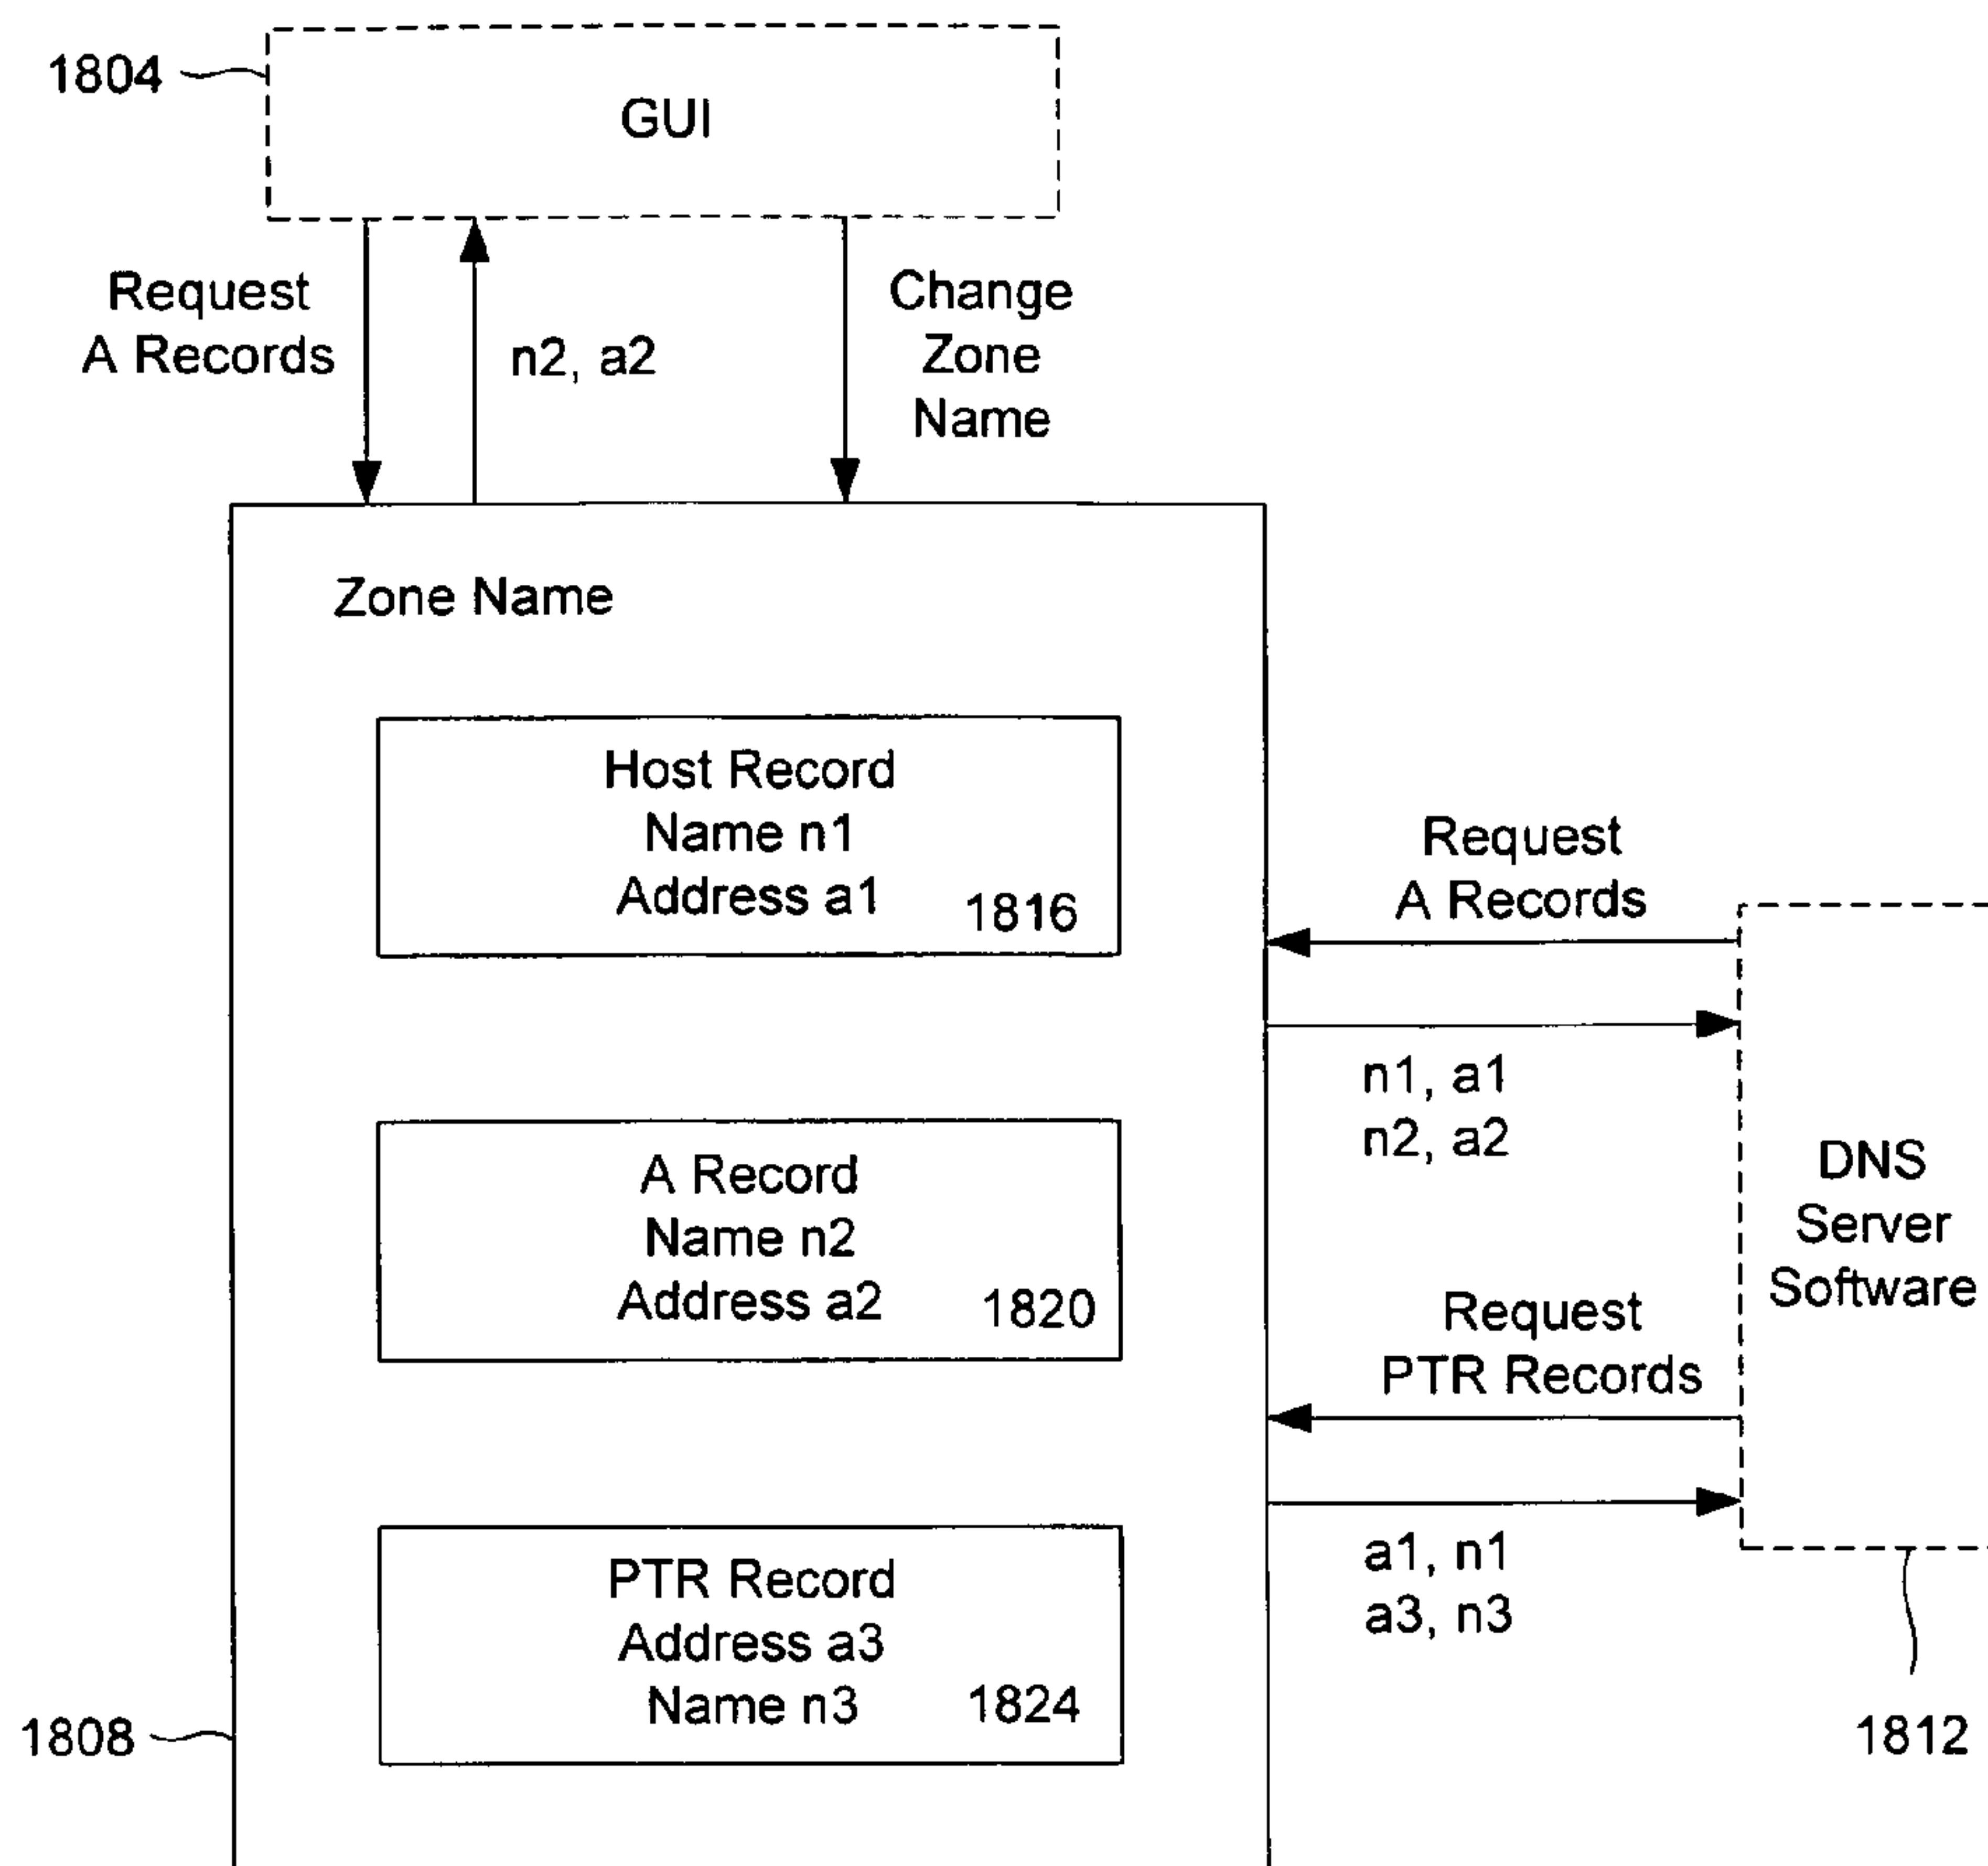 1804
GUI
Request
A Records
n2, a2
Change
Zone
Name
Zone Name
Host Record
Name n1
Address a1
1816
Request
A Records
n1, a1
n2, a2
A Record
Name n2
Address a2
1820
DNS
Server
Software
Request
PTR Records
a1, n1
a3, n3
PTR Record
Address a3
Name n3
1824
1808
1812